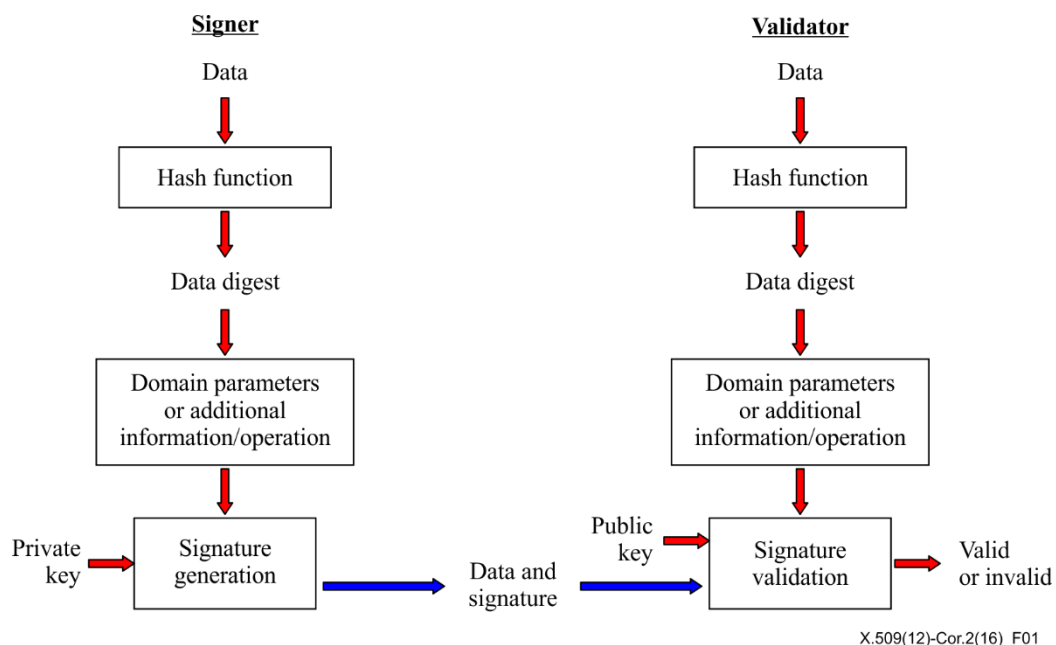 Signer
Data
Hash function
Data digest
Domain parameters
or additional
information/operation
Private
key
Signature
generation
Data and
signature
Validator
Data
Hash function
Data digest
Domain parameters
or additional
information/operation
Public
key
Signature
validation
Valid
or invalid
X.509(12)-Cor.2(16)_F01